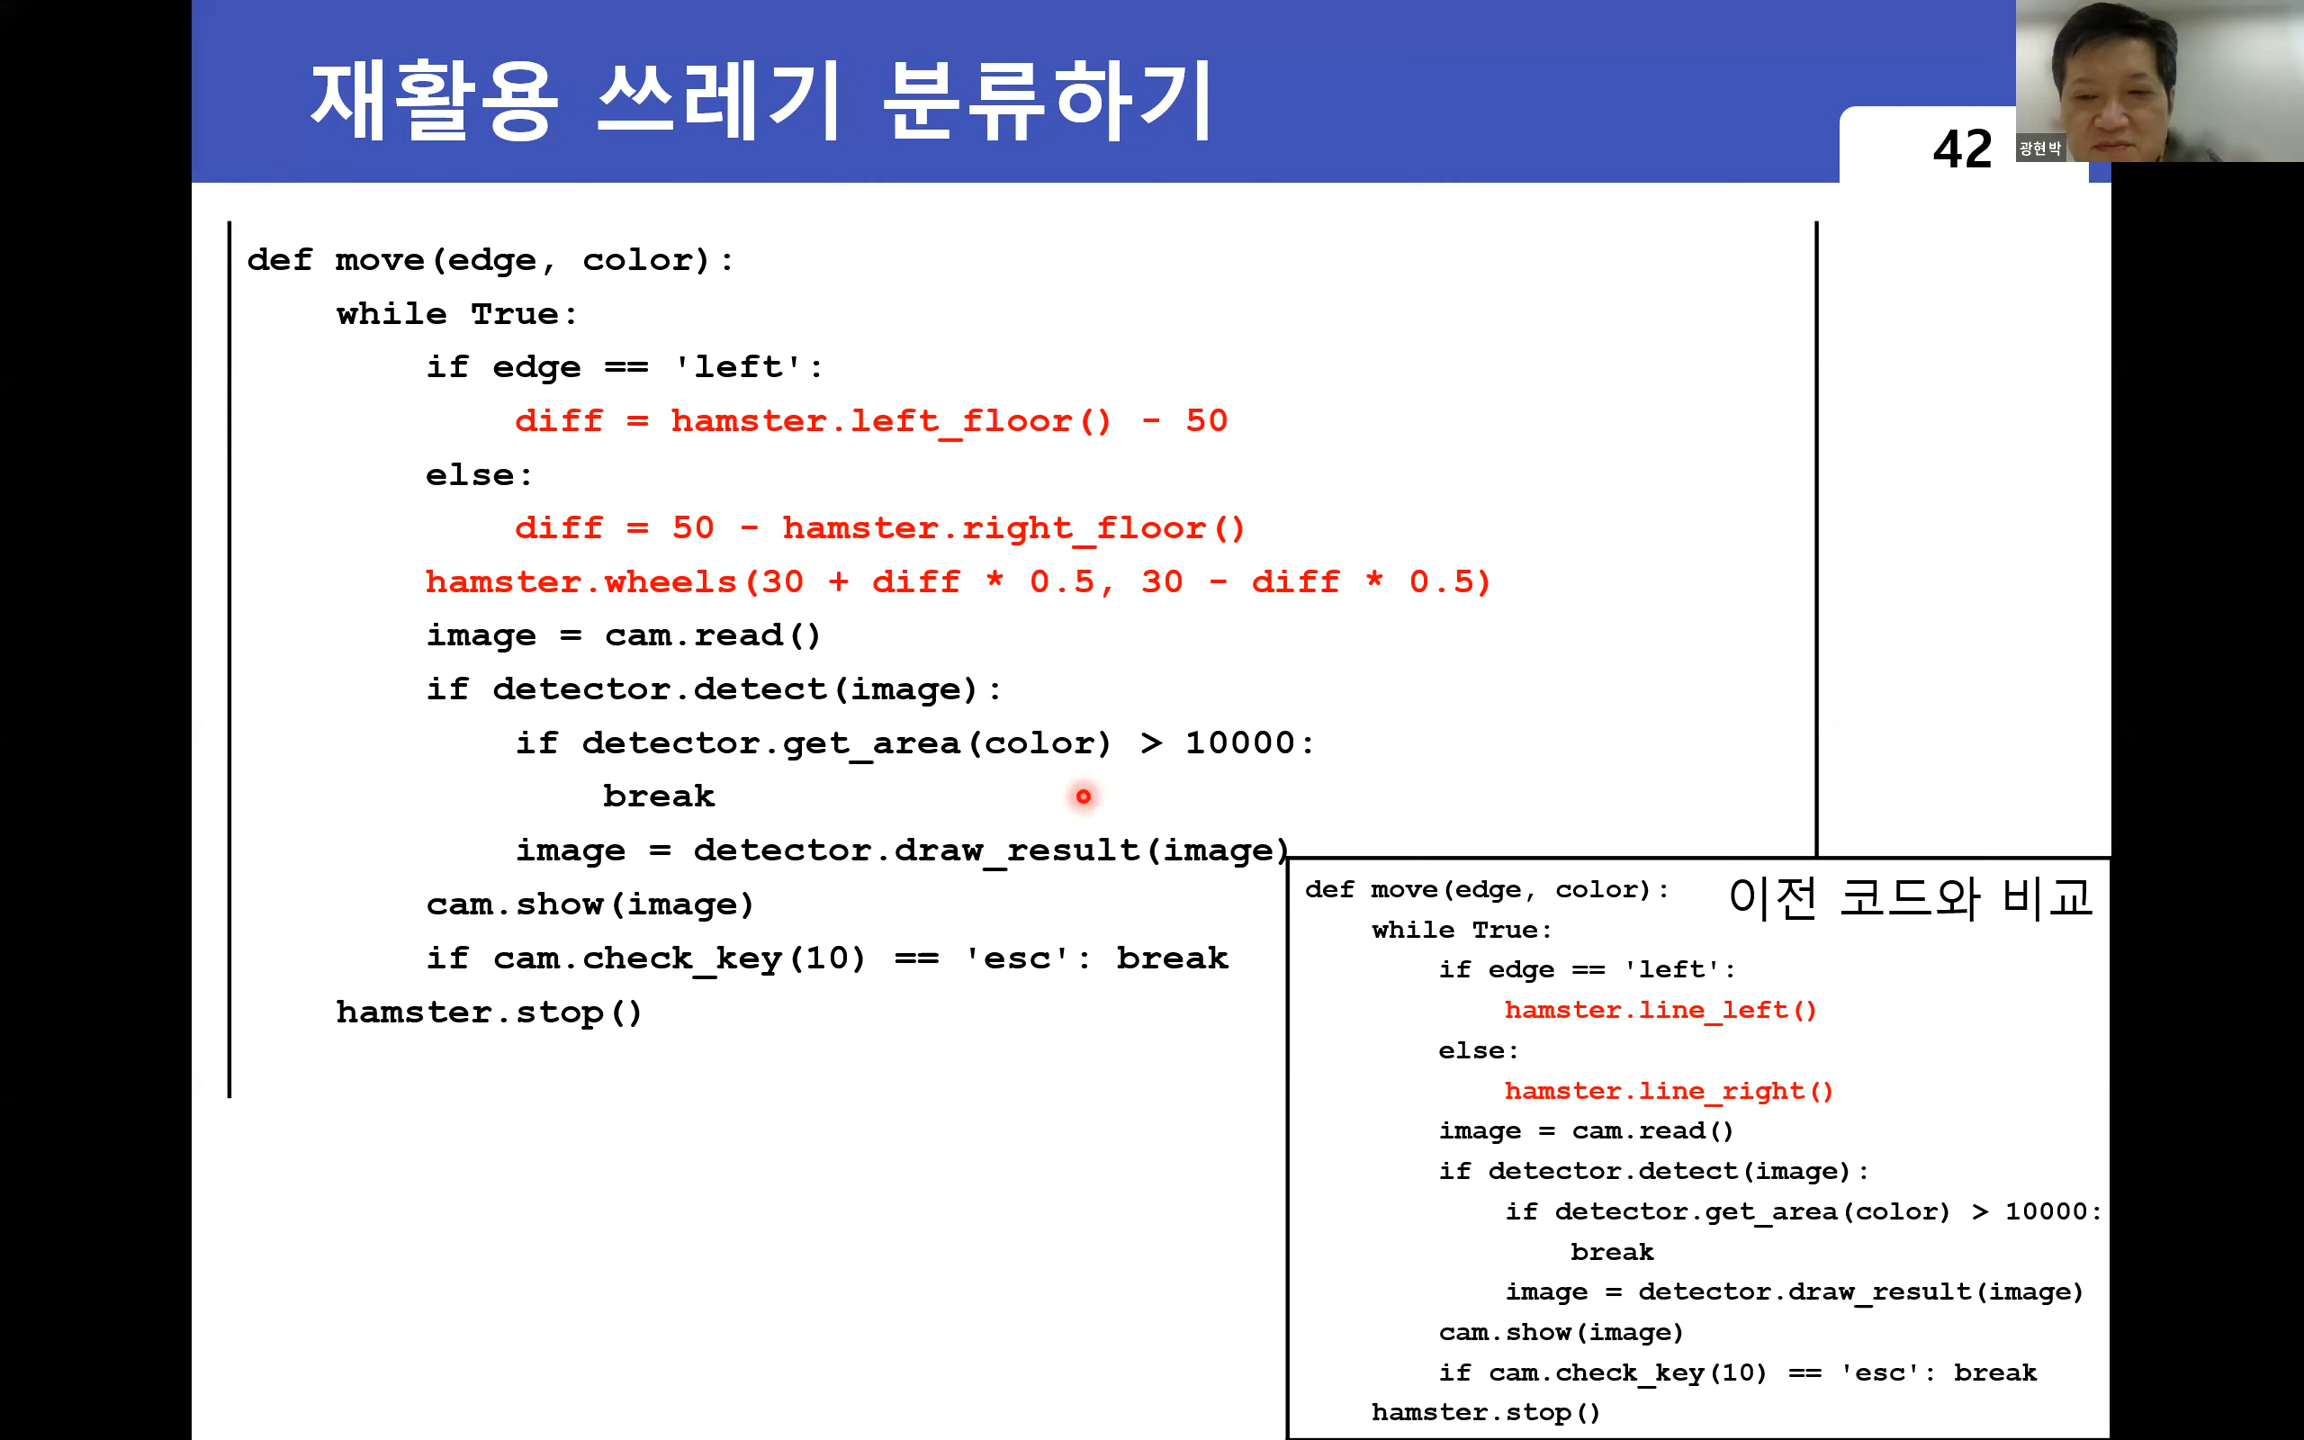 재활용 쓰레기 분류하기
42
광현박
def move(edge, color):
    while True:
        if edge == 'left':
            diff = hamster.left_floor() - 50
        else:
            diff = 50 - hamster.right_floor()
        hamster.wheels(30 + diff * 0.5, 30 - diff * 0.5)
        image = cam.read()
        if detector.detect(image):
            if detector.get_area(color) > 10000:
                break
            image = detector.draw_result(image)
        cam.show(image)
        if cam.check_key(10) == 'esc': break
    hamster.stop()
이전 코드와 비교
def move(edge, color):
    while True:
        if edge == 'left':
            hamster.line_left()
        else:
            hamster.line_right()
        image = cam.read()
        if detector.detect(image):
            if detector.get_area(color) > 10000:
                break
            image = detector.draw_result(image)
        cam.show(image)
        if cam.check_key(10) == 'esc': break
    hamster.stop()